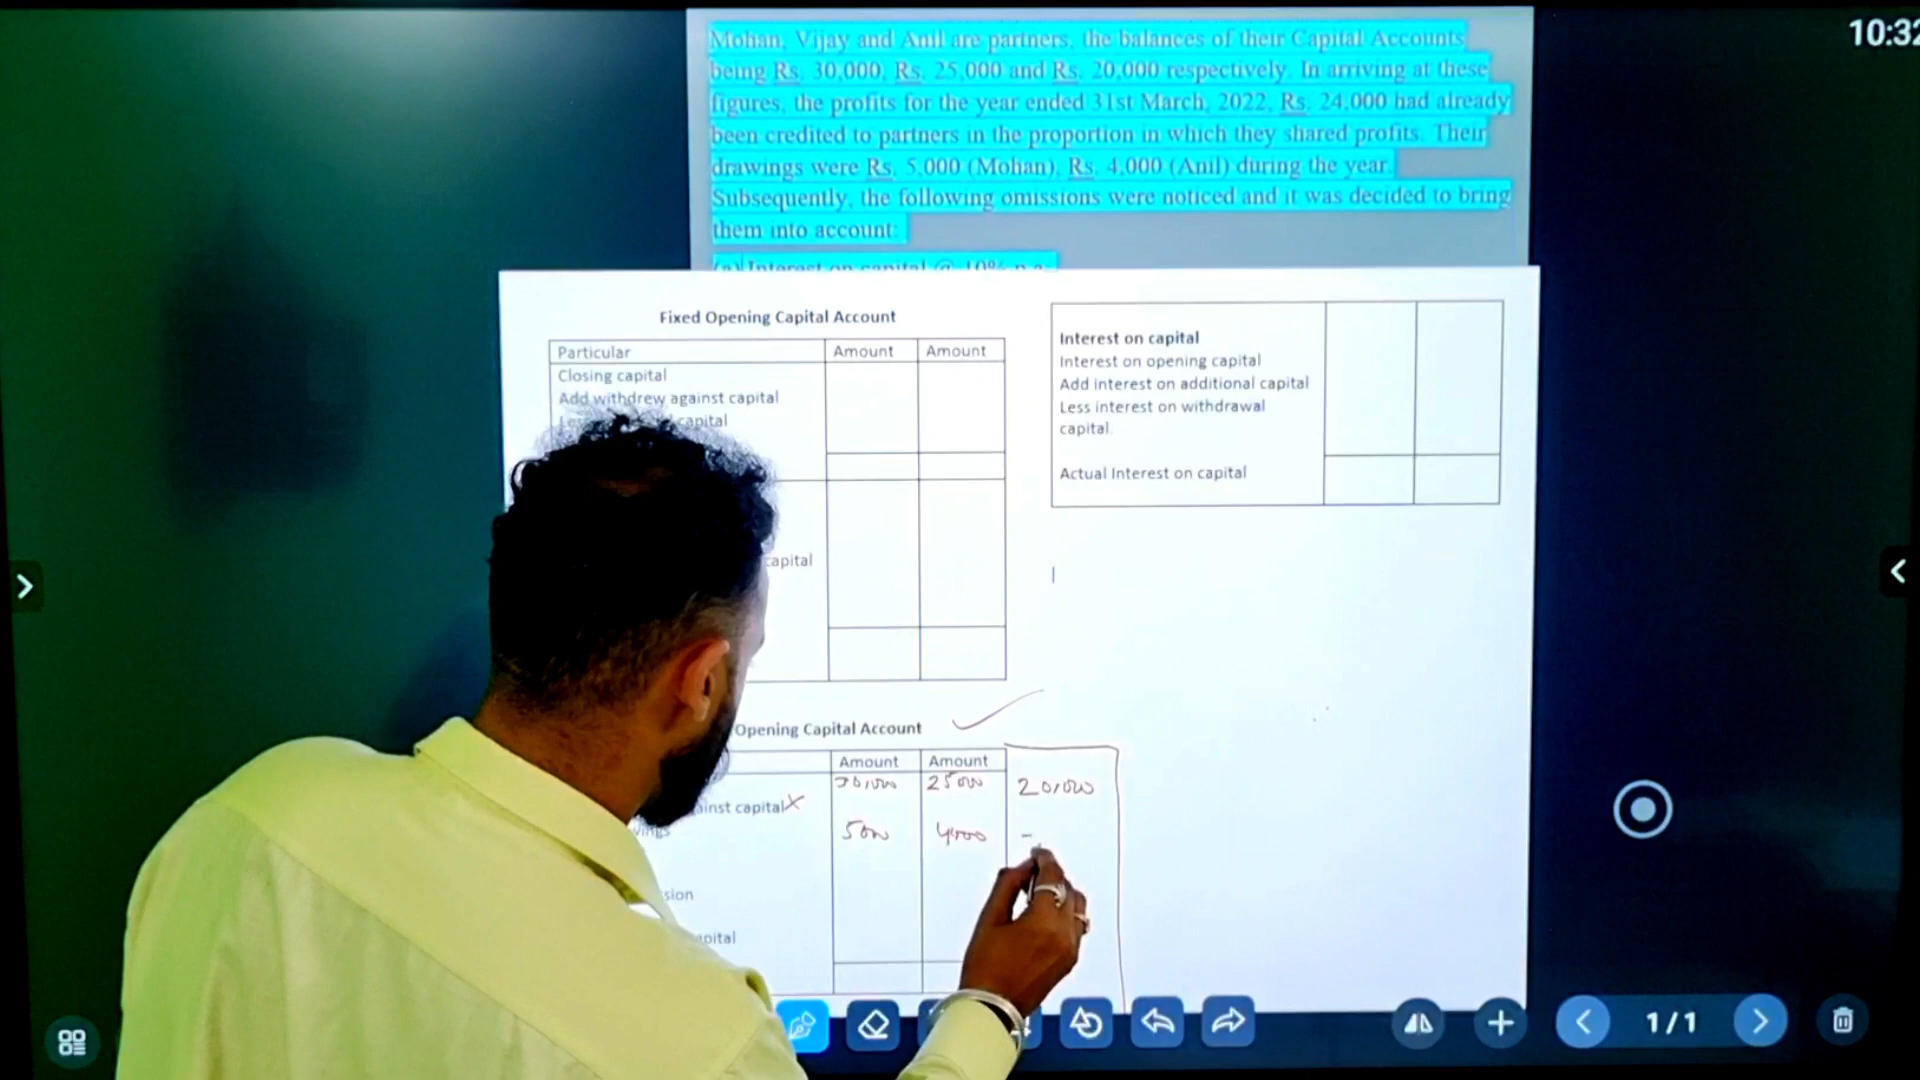 10:32
Mohan, Vijay and Anil are partners, the balances of their Capital Accounts
being Rs. 30,000, Rs. 25,000 and Rs. 20,000 respectively. In arriving at these
figures, the profits for the year ended 31st March, 2022, Rs. 24,000 had already
been credited to partners in the proportion in which they shared profits. Their
drawings were Rs. 5,000 (Mohan), Rs. 4,000 (Anil) during the year.
Subsequently, the following omissions were noticed and it was decided to bring
them into account:
(a) Interest on capital @ 10% p.a.
Fixed Opening Capital Account
Particular Amount Amount
Closing capital
Add withdrew against capital
capital
capital
Interest on capital
Interest on opening capital
Add interest on additional capital
Less interest on withdrawal
capital.
Actual Interest on capital
Opening Capital Account
Amount Amount
30,000 25000 20,000
inst capital x
5000 4000 -
sion
pital
1/1